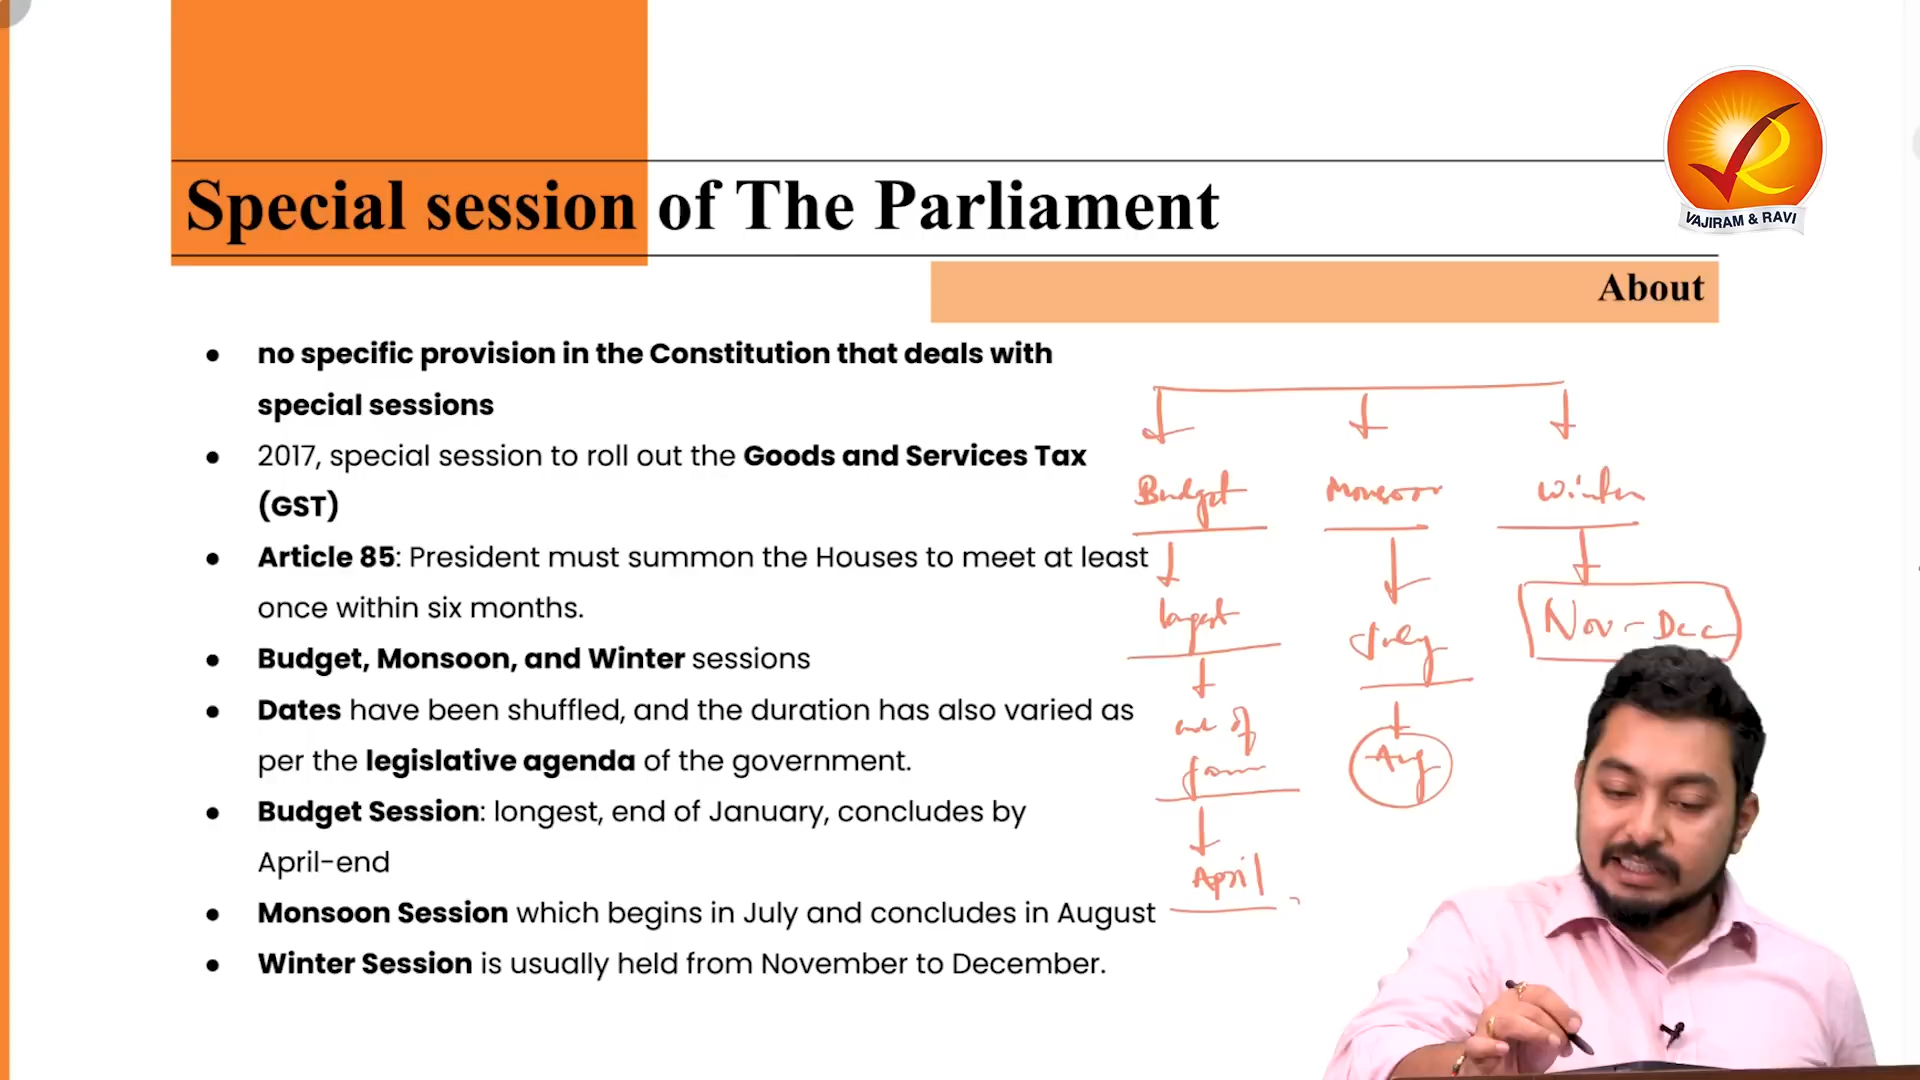 VAJIRAM & RAVI
Special session of The Parliament
About
● no specific provision in the Constitution that deals with
special sessions
● 2017, special session to roll out the Goods and Services Tax
(GST)
● Article 85: President must summon the Houses to meet at least
once within six months.
● Budget, Monsoon, and Winter sessions
● Dates have been shuffled, and the duration has also varied as
per the legislative agenda of the government.
● Budget Session: longest, end of January, concludes by
April-end
● Monsoon Session which begins in July and concludes in August
● Winter Session is usually held from November to December.
Budget Monsoon Winter
longest July Nov-Dec
end of Aug
April